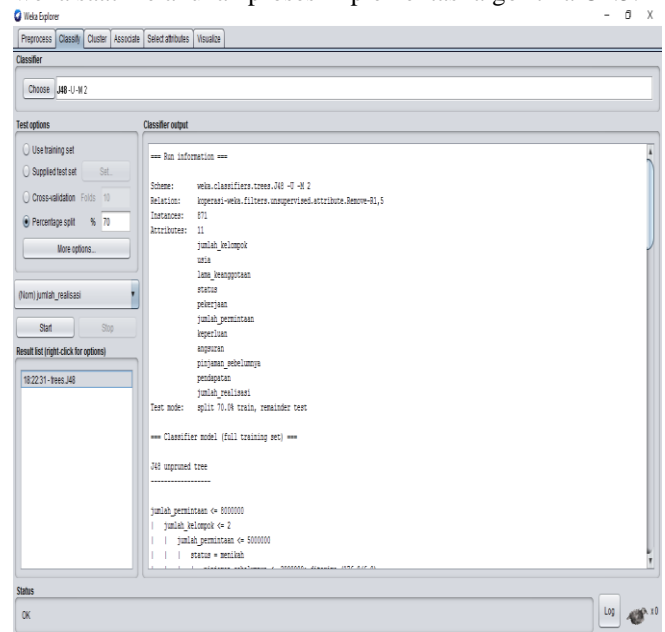 Weka Explorer
Preprocess Classify Cluster Associate Select attributes Visualize
Classifier
Choose J48 -U -M 2
Test options
Use training set
Supplied test set Set...
Cross-validation Folds 10
Percentage split % 70
More options...
(Nom) jumlah_realisasi
Start Stop
Result list (right-click for options)
18:22:31 - trees.J48
Classifier output
=== Run information ===
Scheme: weka.classifiers.trees.J48 -U -M 2
Relation: koperasi-weka.filters.unsupervised.attribute.Remove-R1,5
Instances: 871
Attributes: 11
jumlah_kelompok
usia
lama_keanggotaan
status
pekerjaan
jumlah_permintaan
keperluan
angsuran
pinjaman_sebelumnya
pendapatan
jumlah_realisasi
Test mode: split 70.0% train, remainder test
=== Classifier model (full training set) ===
J48 unpruned tree
------------------
jumlah_permintaan <= 8000000
| jumlah_kelompok <= 2
| | jumlah_permintaan <= 5000000
| | | status = menikah
Status
OK
Log x 0